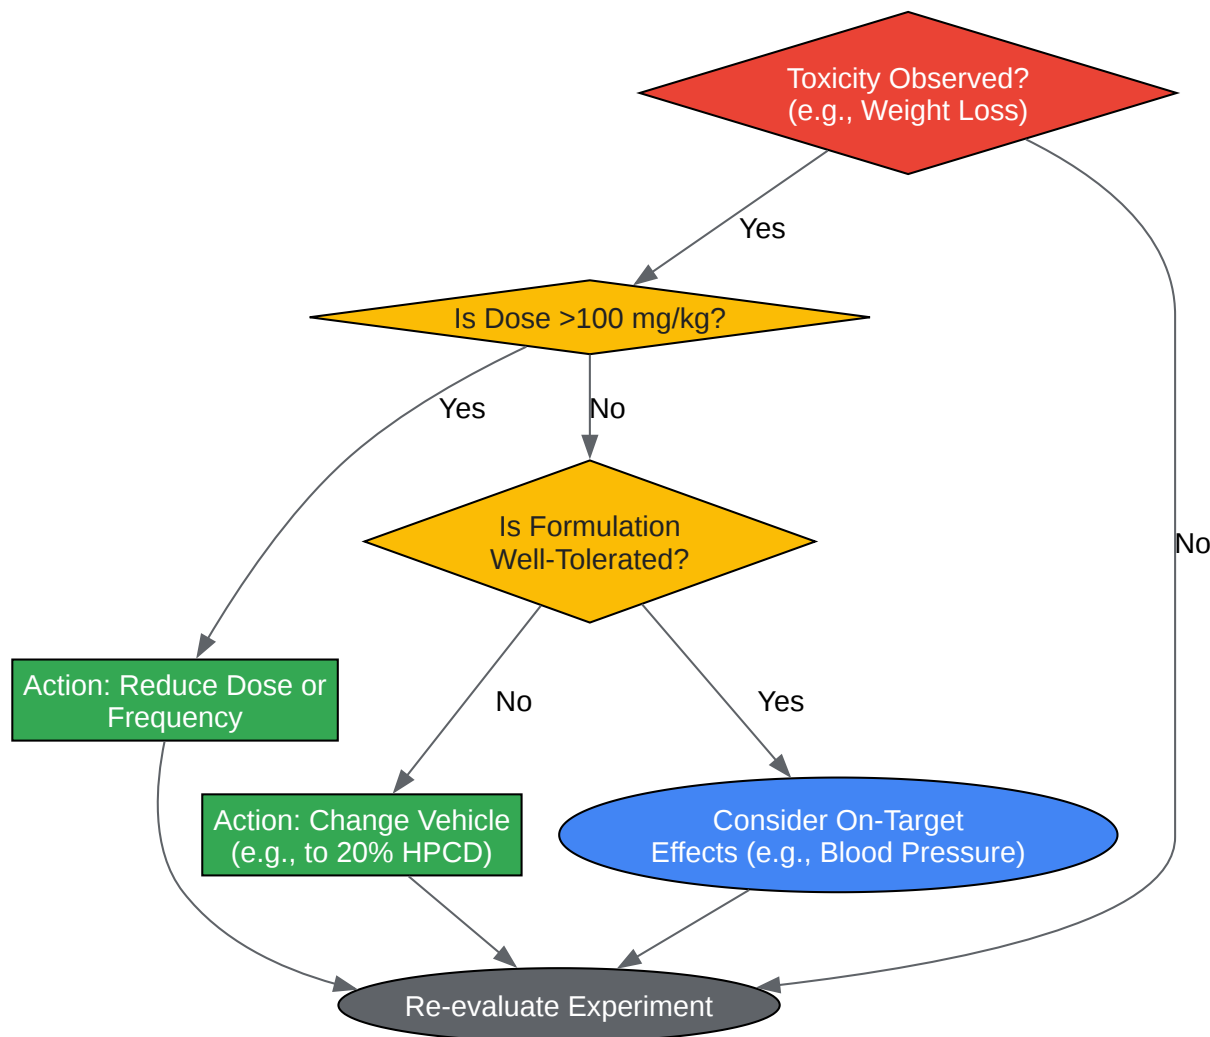 Toxicity Observed?
(e.g., Weight Loss)
Yes
Is Dose >100 mg/kg?
Yes
No
Is Formulation
Well-Tolerated?
No
Action: Reduce Dose or
Frequency
No
Yes
Action: Change Vehicle
(e.g., to 20% HPCD)
Consider On-Target
Effects (e.g., Blood Pressure)
Re-evaluate Experiment